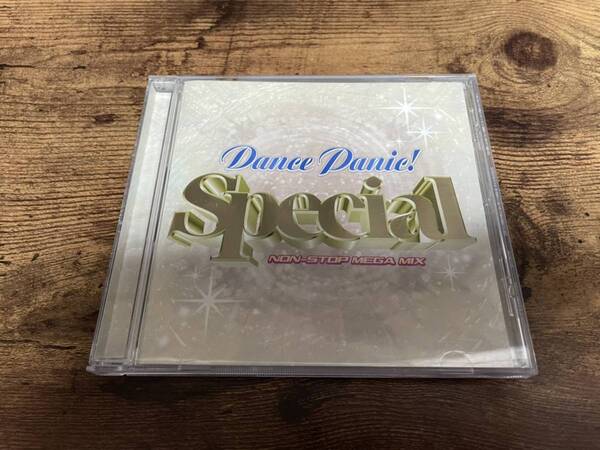 Dance Panic!
Special
NON-STOP MEGA MIX